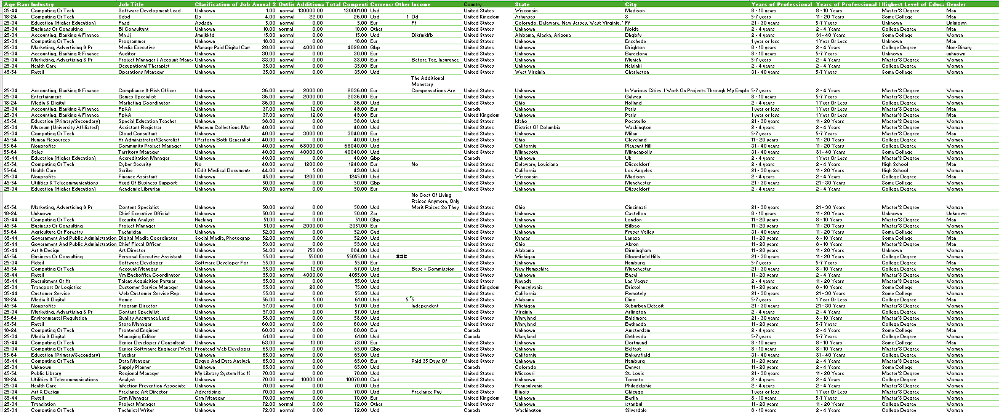 Age Ran Industry Job Title Clarification of Job Annual S Outlie Additiona Total Compensi Currenc Other Income Country State City Years of Professional Years of Professional Highest Level of Educa Gender
35-44 Computing Or Tech Software Development Lead Unknown 1.00 normal 130000.00 130001.00 Usd United States Wisconsin Madison 8 - 10 years 8 - 10 Years Master'S Degree Man
18-24 Computing Or Tech Sdsd Ds 4.00 normal 22.00 26.00 Usd 1 Dd United Kingdom Arkansas S 5-7 years 11 - 20 Years College Degree Man
25-34 Education (Higher Education) Fasd Asdsda 5.00 normal 0.00 5.00 Eur Ff United States Colorado, Delaware, New Jersey, West Virginia, Ff 21 - 30 years 5-7 Years Unknown Unknown
25-34 Business Or Consulting Bi Consultant Unknown 10.00 normal 0.00 10.00 Other United States Unknown Noida 2 - 4 years 2 - 4 Years College Degree Man
25-34 Accounting, Banking & Finance Mn Jj Jmnjkkfd 15.00 normal 0.00 15.00 Usd Dikfmklfb United States Alabama, Alaska, Arizona Dhgbfv 21 - 30 years 5-7 Years Some College Woman
25-34 Computing Or Tech Programmer Unknown 18.00 normal 0.00 18.00 Eur United States Unknown Enschede 1 year or less 1 Year Or Less Unknown Man
25-34 Marketing, Advertising & Pr Media Executive Manage Paid Digital Cam 28.00 normal 4000.00 4028.00 Gbp United States Unknown Brighton 8 - 10 years 2 - 4 Years College Degree Non-Binary
25-34 Accounting, Banking & Finance Auditor Unknown 30.00 normal 0.00 30.00 Eur United States Unknown Barcelona 8 - 10 years 5-7 Years Unknown unknown
25-34 Marketing, Advertising & Pr Project Manager / Account Mana Unknown 33.00 normal 0.00 33.00 Eur Before Tax, Insurance United States Unknown Munich 2 - 4 years 2 - 4 Years Master'S Degree Woman
25-34 Health Care Occupational Therapist Unknown 35.00 normal 0.00 35.00 Eur United States Unknown Helsinki 2 - 4 years 2 - 4 Years College Degree Woman
45-54 Retail Operations Manager Unknown 35.00 normal 0.00 35.00 Usd United States West Virginia Charleston 31 - 40 years 5-7 Years Some College Woman
The Additional
Monetary
25-34 Accounting, Banking & Finance Compliance & Risk Officer Unknown 36.00 normal 2000.00 2036.00 Eur Compensations Are United States Unknown In Various Cities. I Work On Projects Through My Emplo 5-7 years 2 - 4 Years Master'S Degree Woman
25-34 Entertainment Games Specialist Unknown 36.00 normal 2000.00 2036.00 Eur United States Unknown Galway 8 - 10 years 5-7 Years Master'S Degree Man
18-24 Media & Digital Marketing Coordinator Unknown 36.00 normal 0.00 36.00 Usd United States Ohio Holland 2 - 4 years 1 Year Or Less College Degree Woman
25-34 Accounting, Banking & Finance Fp&A Unknown 37.00 normal 12.00 49.00 Eur Canada Unknown Paris 1 year or less 1 Year Or Less Master'S Degree Man
25-34 Accounting, Banking & Finance Fp&A Unknown 37.00 normal 12.00 49.00 Eur United Kingdom Unknown Paris 1 year or less 1 Year Or Less Master'S Degree Man
45-54 Education (Primary/Secondary) Special Education Teacher Unknown 38.00 normal 0.00 38.00 Usd United States Idaho Pocatello 21 - 30 years 11 - 20 Years Master'S Degree Woman
25-34 Museum (University Affiliated) Assistant Registrar Museum Collections Mar 40.00 normal 0.00 40.00 Usd United States District Of Columbia Washington 2 - 4 years 2 - 4 Years Master'S Degree Woman
25-34 Computing Or Tech Cloud Consultant Unknown 40.00 normal 3000.00 3040.00 Eur United States Unknown Milan 5-7 years 5-7 Years Master'S Degree Man
45-54 Human Resources Hr Administrator/Generalist I Perform Both Generalis 40.00 normal 0.00 40.00 Usd United States Ohio Cleveland 11 - 20 years 11 - 20 Years College Degree Woman
55-64 Nonprofits Community Project Manager Unknown 40.00 normal 68000.00 68040.00 Usd United States California Pleasant Hill 31 - 40 years 11 - 20 Years College Degree Woman
55-64 Sales Territory Manager Unknown 40.00 normal 40000.00 40040.00 Usd United States Minnesota Minneapolis 31 - 40 years 31 - 40 Years Some College Woman
35-44 Education (Higher Education) Accreditation Manager Unknown 40.00 normal 0.00 40.00 Gbp Canada Unknown Uk 2 - 4 years 1 Year Or Less Master'S Degree Woman
45-54 Computing Or Tech Cyber Security No 40.00 normal 1200.00 1240.00 Eur No United States Delaware, Louisiana Düsseldorf 2 - 4 years 2 - 4 Years High School Man
55-64 Health Care Scribe I Edit Medical Document: 44.00 normal 5.00 49.00 Usd United States California Los Angeles 21 - 30 years 11 - 20 Years High School Woman
25-34 Nonprofits Finance Assistant Unknown 45.00 normal 1200.00 1245.00 Usd United States Wisconsin Madison 2 - 4 years 2 - 4 Years College Degree Man
45-54 Utilities & Telecommunications Head Of Business Support Unknown 50.00 normal 0.00 50.00 Gbp United States Unknown Manchester 21 - 30 years 21 - 30 Years Some College Woman
25-34 Education (Higher Education) Academic Librarian Unknown 50.00 normal 0.00 50.00 Eur United States Unknown Düsseldorf 2 - 4 years 2 - 4 Years College Degree Woman
No Cost Of Living
Raises Anymore, Only
45-54 Marketing, Advertising & Pr Content Specialist Unknown 50.00 normal 0.00 50.00 Usd Merit Raises So They United States Ohio Cincinnati 21 - 30 years 21 - 30 Years Master'S Degree Woman
18-24 Unknown Chief Executive Official Unknown 50.00 normal 0.00 50.00 Zar United States Unknown Castellon 8 - 10 years 11 - 20 Years Unknown Unknown
35-44 Computing Or Tech Security Analyst Hacking 51.00 normal 0.00 51.00 Gbp United States Unknown London 11 - 20 years 8 - 10 Years Master'S Degree Man
45-54 Business Or Consulting Project Manager Unknown 51.00 normal 2000.00 2051.00 Eur United States Unknown Bilbao 11 - 20 years 11 - 20 Years Master'S Degree Woman
55-64 Agriculture Or Forestry Technician Unknown 52.00 normal 0.00 52.00 Cad United States Unknown Fraser Valley 31 - 40 years 11 - 20 Years Some College Woman
35-44 Government And Public Administration Digital Media Coordinator Social Media, Photograp 52.00 normal 0.00 52.00 Usd United States Kansas Lenexa 11 - 20 years 8 - 10 Years Some College Man
35-44 Government And Public Administration Chief Fiscal Officer Unknown 53.00 normal 0.00 53.00 Usd United States Ohio Akron 11 - 20 years 8 - 10 Years Master'S Degree Man
35-44 Art & Design Art Director Unknown 54.00 normal 750.00 804.00 Usd United States Alabama Birmingham 11 - 20 years 11 - 20 Years Unknown Woman
45-54 Business Or Consulting Personal Executive Assistant Unknown 55.00 normal 55000 55055.00 Usd ### United States Michigan Bloomfield Hills 21 - 30 years 11 - 20 Years College Degree Woman
25-34 Retail Software Developer Software Developer For 55.00 normal 0.00 55.00 Eur United States Unknown Hamburg 5-7 years 5-7 Years College Degree Man
45-54 Computing Or Tech Account Manager Unknown 55.00 normal 12.00 67.00 Usd Base + Commission United States New Hampshire Manchester 21 - 30 years 8 - 10 Years Some College Woman
35-44 Retail Vm Backoffice Coordinator Unknown 55.00 normal 4000.00 4055.00 Eur United States Unknown Basel 11 - 20 years 2 - 4 Years Master'S Degree Woman
35-44 Recruitment Or Hr Talent Acquisition Partner Unknown 55.00 normal 0.00 55.00 Usd United States Nevada Las Vegas 2 - 4 years 2 - 4 Years Master'S Degree Woman
25-34 Transport Or Logistics Customer Service Manager Unknown 55.00 normal 20.00 75.00 Usd United Kingdom Pennsylvania Bristol 11 - 20 years 8 - 10 Years Some College Woman
35-44 Customer Service Web Customer Service Rep. Unknown 55.00 normal 0.00 55.00 Usd United States California Remotely 21 - 30 years 11 - 20 Years Some College Woman
18-24 Media & Digital Homie Unknown 56.00 normal 5.00 61.00 Usd 5 5 United States Alabama Dino 5-7 years 1 Year Or Less College Degree Man
45-54 Nonprofits Program Director Unknown 57.00 normal 0.00 57.00 Usd Independent United States Michigan Suburban Detroit 21 - 30 years 21 - 30 Years Master'S Degree Woman
25-34 Marketing, Advertising & Pr Content Specialist Unknown 57.00 normal 0.00 57.00 Usd United States Virginia Arlington 2 - 4 years 2 - 4 Years College Degree Woman
55-64 Environmental Regulation Quality Assurance Lead Unknown 58.00 normal 0.00 58.00 Usd United States Maryland Baltimore 21 - 30 years 8 - 10 Years Master'S Degree Woman
45-54 Retail Store Manager Unknown 60.00 normal 0.00 60.00 Usd United States Maryland Bethesda 5-7 years 11 - 20 Years College Degree Woman
18-24 Computing Or Tech Frontend Engineer Unknown 60.00 normal 0.00 60.00 Eur Canada Unknown Amsterdam 2 - 4 years 2 - 4 Years College Degree Man
25-34 Media & Digital Managing Editor Unknown 61.00 normal 0.00 61.00 Usd Canada Maryland Bethesda 5-7 years 5-7 Years College Degree Woman
35-44 Computing Or Tech Senior Developer / Consultant Unknown 63.00 normal 10.00 73.00 Eur United States Unknown Dortmund 8 - 10 years 8 - 10 Years College Degree Man
25-34 Computing Or Tech Senior Software Engineer (Web) Frontend Web Developer 65.00 normal 0.00 65.00 Gbp United States Unknown Belfast 8 - 10 years 8 - 10 Years College Degree Woman
55-64 Education (Primary/Secondary) Teacher Unknown 65.00 normal 0.00 65.00 Usd United States California Bakersfield 31 - 40 years 31 - 40 Years College Degree Woman
35-44 Computing Or Tech Data Manager Dsgvo And Data Analysis 65.00 normal 0.00 65.00 Eur Paid 35 Days Of United States Unknown Hamburg 11 - 20 years 2 - 4 Years Master'S Degree Woman
25-34 Unknown Supply Planner Unknown 65.00 normal 0.00 65.00 Usd Canada Colorado Denver 11 - 20 years 2 - 4 Years Some College Woman
45-54 Public Library Regional Manager My Library System Has 16 70.00 normal 0.00 70.00 Usd United States Missouri St. Louis 21 - 30 years 11 - 20 Years Master'S Degree Woman
18-24 Utilities & Telecommunications Analyst Unknown 70.00 normal 10000.00 10070.00 Cad United States Unknown Toronto 2 - 4 years 2 - 4 Years College Degree Woman
25-34 Health Care Infection Prevention Associate Unknown 70.00 normal 0.00 70.00 Usd United States Pennsylvania Philadelphia 2 - 4 years 2 - 4 Years Master'S Degree Woman
25-34 Art & Design Freelance Art Director Advertising 70.00 normal 0.00 70.00 Usd Freelance Pay United States Illinois Chicago 1 year or less 1 Year Or Less Master'S Degree Woman
35-44 Retail Crm Manager Crm Manager 70.00 normal 0.00 70.00 Eur United Kingdom Unknown Berlin 11 - 20 years 8 - 10 Years Master'S Degree Woman
25-34 Translation Project Manager Unknown 72.00 normal 0.00 72.00 Other United States Unknown Istanbul 11 - 20 years 11 - 20 Years College Degree Woman
25-34 Computing Or Tech Technical Writer Unknown 72.00 normal 0.00 72.00 Usd Canada Washington Silverdale 8 - 10 years 2 - 4 Years College Degree Woman